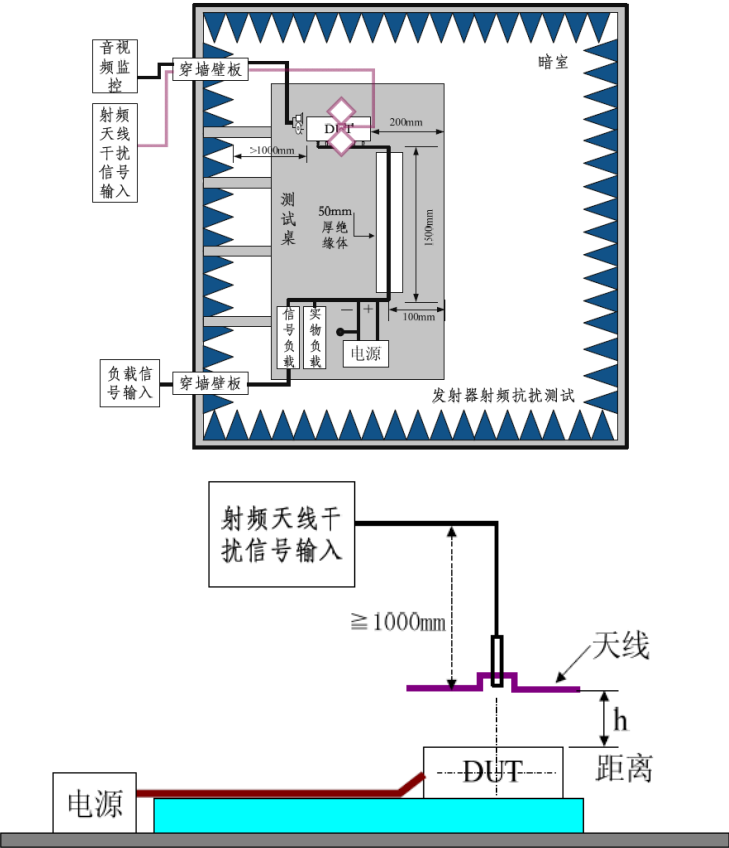 音视
频监
控
穿墙壁板
暗室
射频
天线
干扰
信号
输入
DUT
200mm
>1000mm
测
试
桌
50mm
厚绝
缘体
1500mm
信
号
负
载
实
物
负
载
—
+
100mm
电源
负载信
号输入
穿墙壁板
发射器射频抗扰测试
射频天线干
扰信号输入
≧1000mm
天线
h
DUT
距离
电源